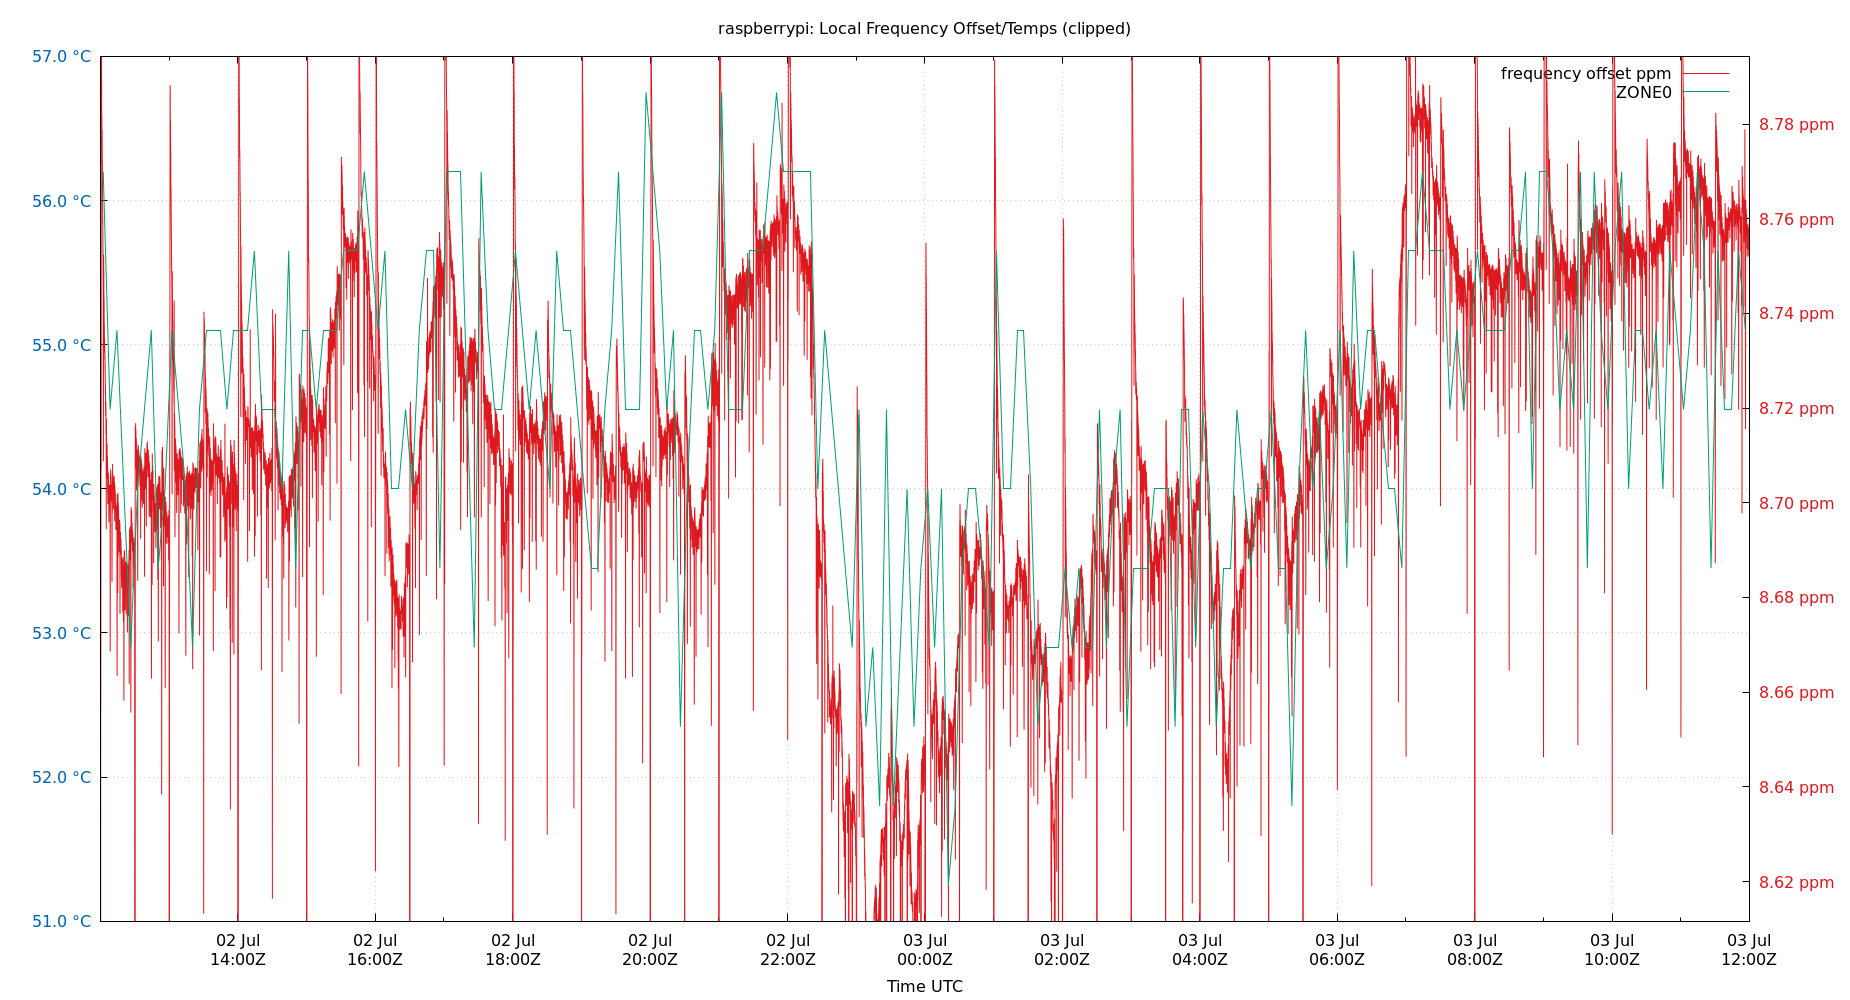 raspberrypi: Local Frequency Offset/Temps (clipped)
57.0 °C
56.0 °C
55.0 °C
54.0 °C
53.0 °C
52.0 °C
51.0 °C
frequency offset ppm
ZONE0
8.78 ppm
8.76 ppm
8.74 ppm
8.72 ppm
8.70 ppm
8.68 ppm
8.66 ppm
8.64 ppm
8.62 ppm
02 Jul
14:00Z
02 Jul
16:00Z
02 Jul
18:00Z
02 Jul
20:00Z
02 Jul
22:00Z
03 Jul
00:00Z
03 Jul
02:00Z
03 Jul
04:00Z
03 Jul
06:00Z
03 Jul
08:00Z
03 Jul
10:00Z
03 Jul
12:00Z
Time UTC